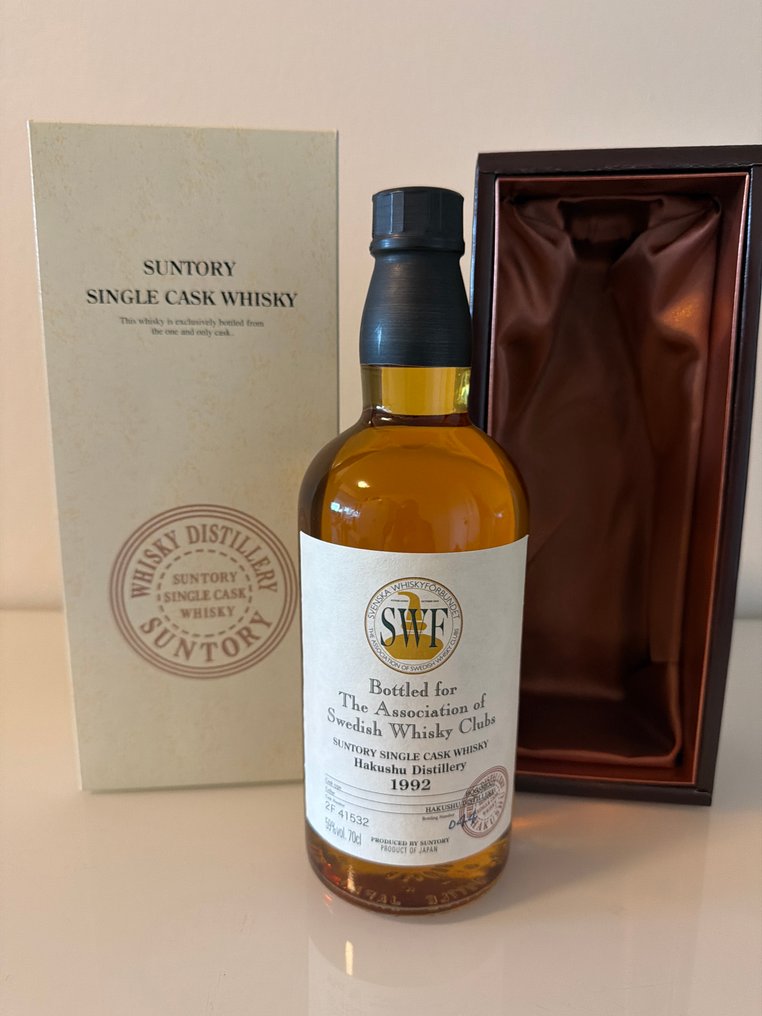 SUNTORY
SINGLE CASK WHISKY
This whisky is exclusively bottled from
the one and only cask.
WHISKY DISTILLERY
SUNTORY
SINGLE CASK
WHISKY
SUNTORY
SVENSKA WHISKYFÖRBUNDET
SWF
THE ASSOCIATION OF SWEDISH WHISKY CLUBS
Bottled for
The Association of
Swedish Whisky Clubs
SUNTORY SINGLE CASK WHISKY
Hakushu Distillery
1992
HAKUSHU DISTILLERY
Bottling Number
044
2F 41532
59%vol. 70cl
PRODUCED BY SUNTORY
PRODUCT OF JAPAN